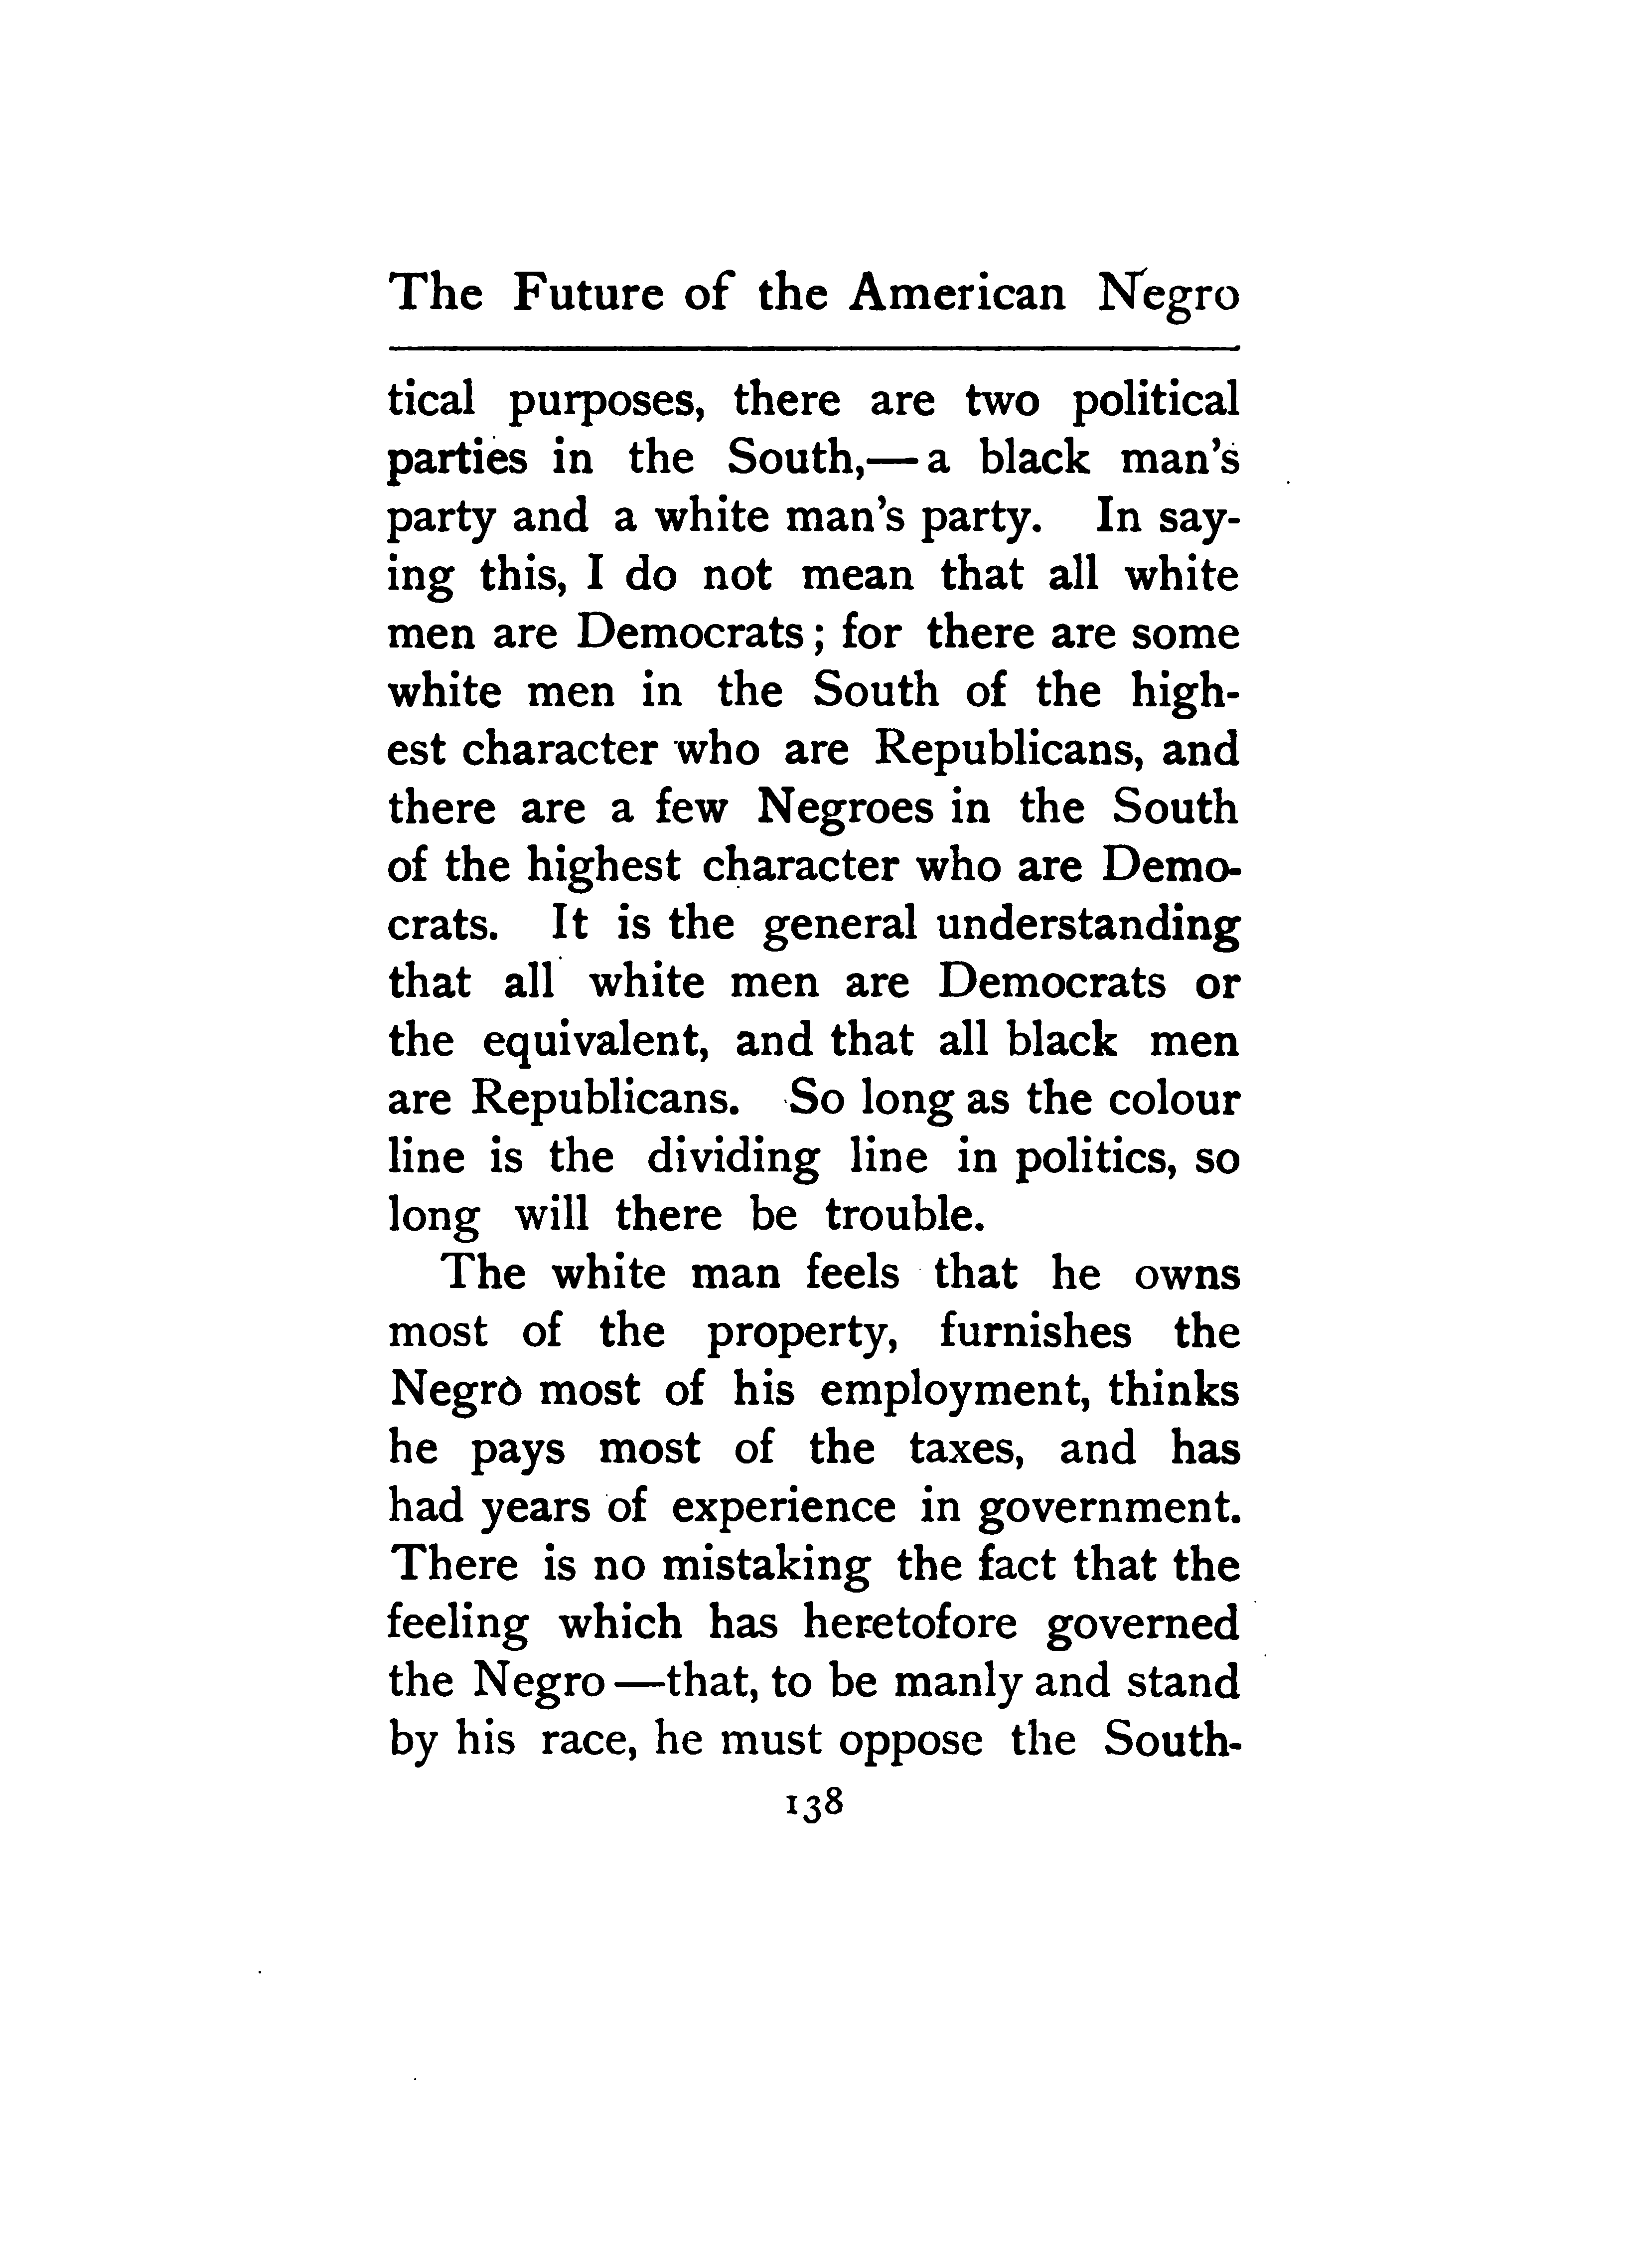 The Future of the American Negro
tical purposes, there are two political
parties in the South,—a black man's
party and a white man's party. In say-
ing this, I do not mean that all white
men are Democrats; for there are some
white men in the South of the high-
est character who are Republicans, and
there are a few Negroes in the South
of the highest character who are Demo-
crats. It is the general understanding
that all white men are Democrats or
the equivalent, and that all black men
are Republicans. So long as the colour
line is the dividing line in politics, so
long will there be trouble.
The white man feels that he owns
most of the property, furnishes the
Negro most of his employment, thinks
he pays most of the taxes, and has
had years of experience in government.
There is no mistaking the fact that the
feeling which has heretofore governed
the Negro—that, to be manly and stand
by his race, he must oppose the South-
138